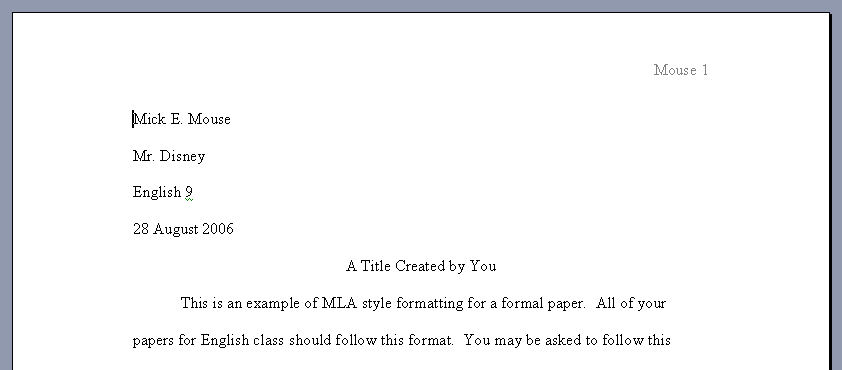 Mouse 1
Mick E. Mouse
Mr. Disney
English 9
28 August 2006
A Title Created by You
This is an example of MLA style formatting for a formal paper.  All of your
papers for English class should follow this format.  You may be asked to follow this